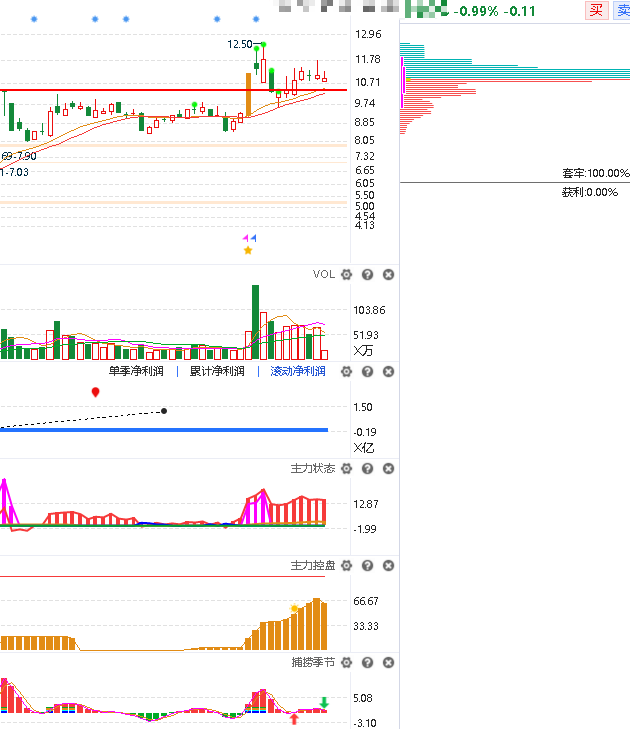 -0.99% -0.11
买
卖
12.50
12.96
11.78
10.71
9.74
8.85
8.05
7.32
6.65
6.05
5.50
5.00
4.54
4.13
69-7.90
1-7.03
套牢:100.00%
获利:0.00%
VOL
103.86
51.93
X万
单季净利润 | 累计净利润 | 滚动净利润
1.50
-0.19
X亿
主力状态
12.87
-1.99
主力控盘
66.67
33.33
捕捞季节
5.08
-3.10